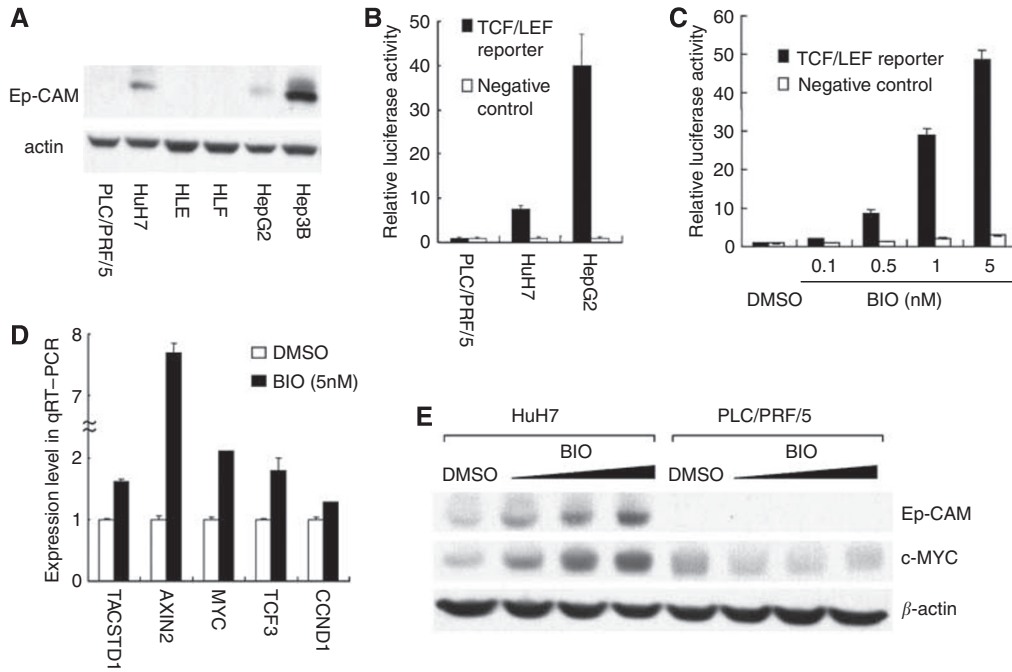 A
Ep-CAM
actin
PLC/PRF/5
HuH7
HLE
HLF
HepG2
Hep3B
B
Relative luciferase activity
50
40
30
20
10
0
TCF/LEF
reporter
Negative
control
PLC/PRF/5
HuH7
HepG2
C
Relative luciferase activity
60
50
40
30
20
10
0
TCF/LEF reporter
Negative control
0.1
0.5
1
5
DMSO
BIO (nM)
D
Expression level in qRT–PCR
8
7
2
1
0
DMSO
BIO (5nM)
TACSTD1
AXIN2
MYC
TCF3
CCND1
E
HuH7
PLC/PRF/5
BIO
BIO
DMSO
DMSO
Ep-CAM
c-MYC
β-actin